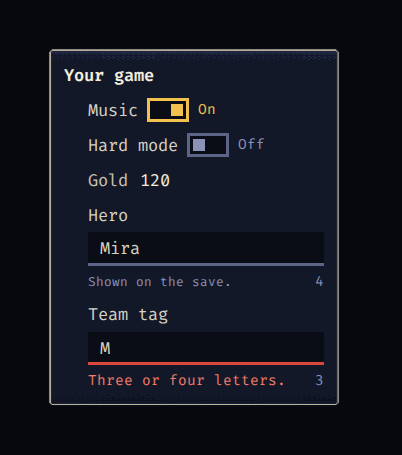 Your game
Music On
Hard mode Off
Gold 120
Hero
Mira
Shown on the save. 4
Team tag
M
Three or four letters. 3